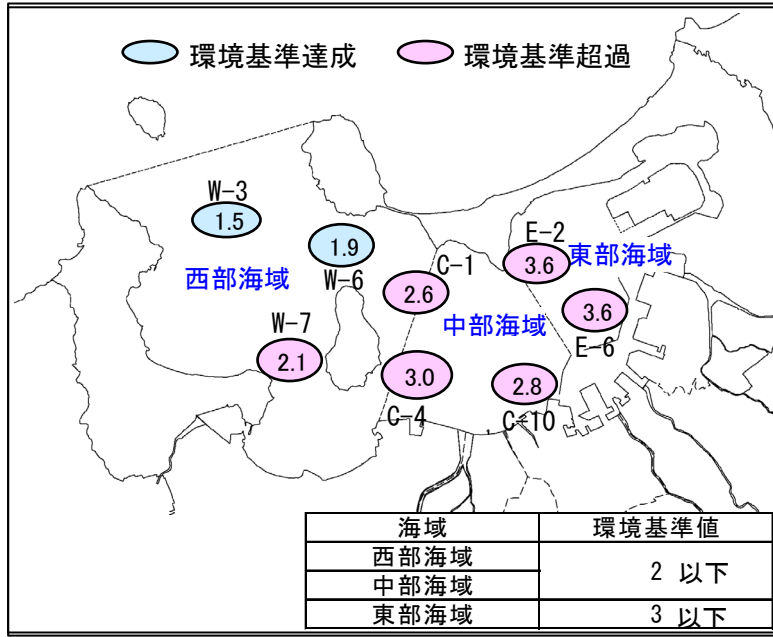 環境基準達成 環境基準超過
W-3
1.5
1.9
W-6
西部海域
E-2
3.6
東部海域
C-1
2.6
中部海域
3.6
E-6
W-7
2.1
3.0
C-4
2.8
C-10
海域 環境基準値
西部海域
中部海域
2 以下
東部海域 3 以下